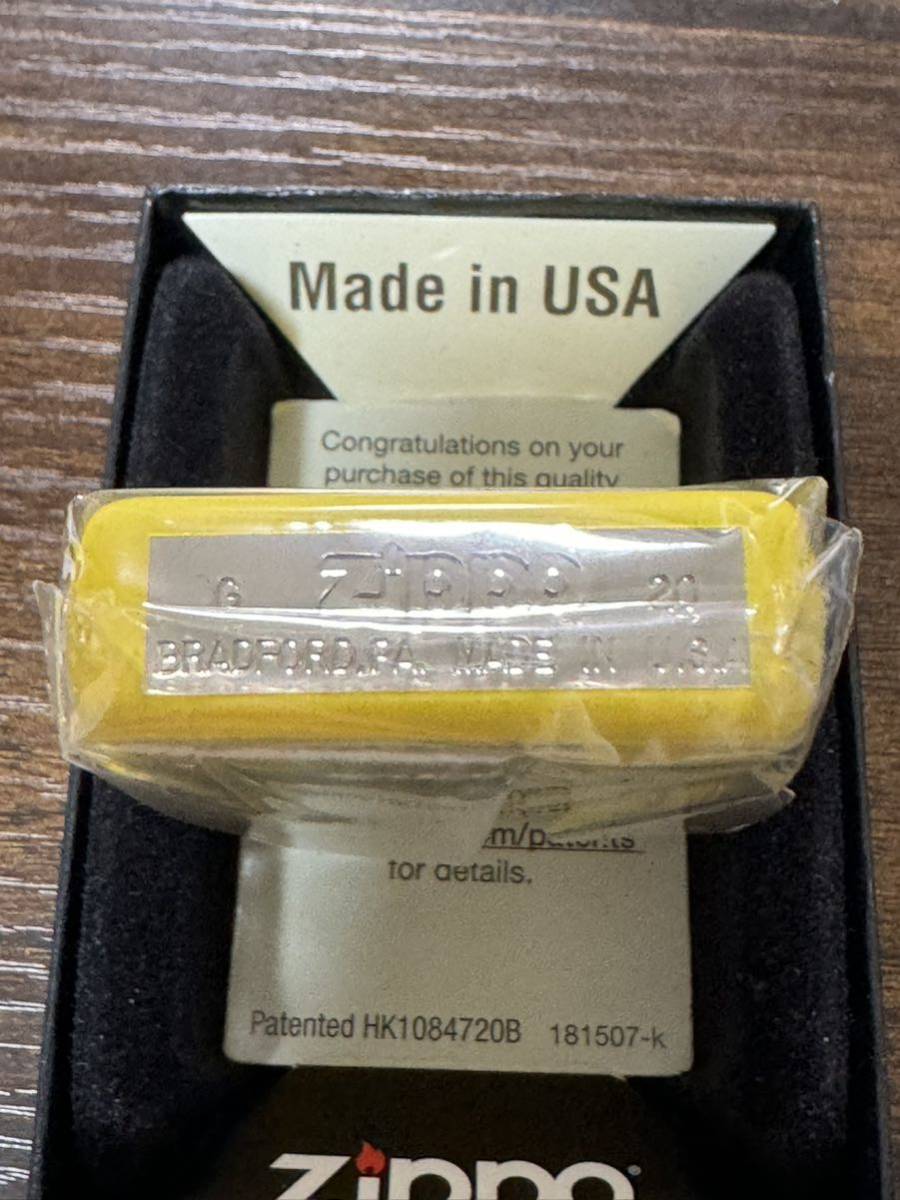 Made in USA
Congratulations on your
purchase of this quality
G Zippo 20
BRADFORD, PA. MADE IN U.S.A
m/patents
for details.
Patented HK1084720B 181507-k
Zippo